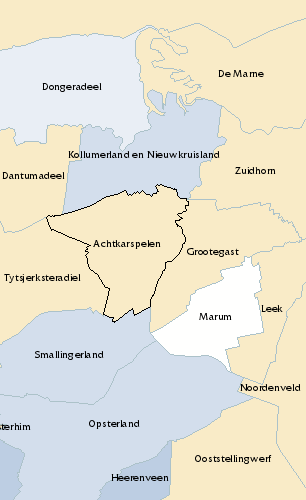 De Marne
Dongeradeel
Kollumerland en Nieuwkruisland
Dantumadeel
Zuidhorn
Achtkarspelen
Grootegast
Tytsjerksteradiel
Leek
Marum
Smallingerland
Noordenveld
Opsterland
sterhim
Ooststellingwerf
Heerenveen